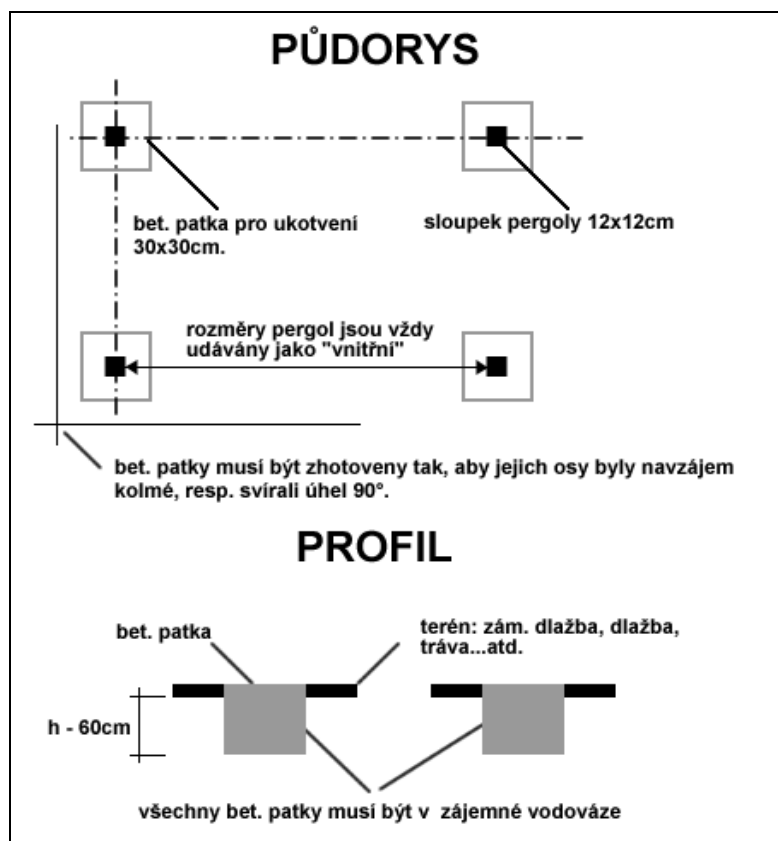 PŮDORYS
bet. patka pro ukotvení
30x30cm.
sloupek pergoly 12x12cm
rozměry pergol jsou vždy
udávány jako "vnitřní"
bet. patky musí být zhotoveny tak, aby jejich osy byly navzájem
kolmé, resp. svírali úhel 90°.
PROFIL
bet. patka
terén: zám. dlažba, dlažba,
tráva...atd.
h - 60cm
všechny bet. patky musí být v zájemné vodováze